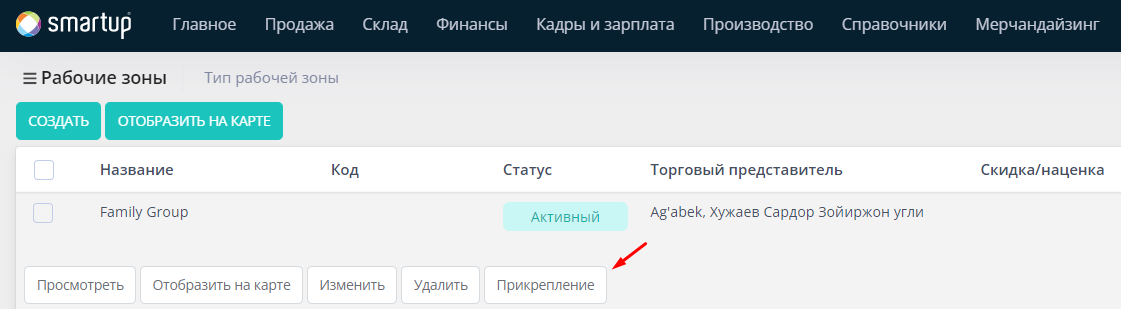 smartup Главное Продажа Склад Финансы Кадры и зарплата Производство Справочники Мерчандайзинг
Рабочие зоны Тип рабочей зоны
СОЗДАТЬ ОТОБРАЗИТЬ НА КАРТЕ
Название Код Статус Торговый представитель Скидка/наценка
Family Group Активный Ag'abek, Хужаев Сардор Зойиржон угли
Просмотреть Отобразить на карте Изменить Удалить Прикрепление